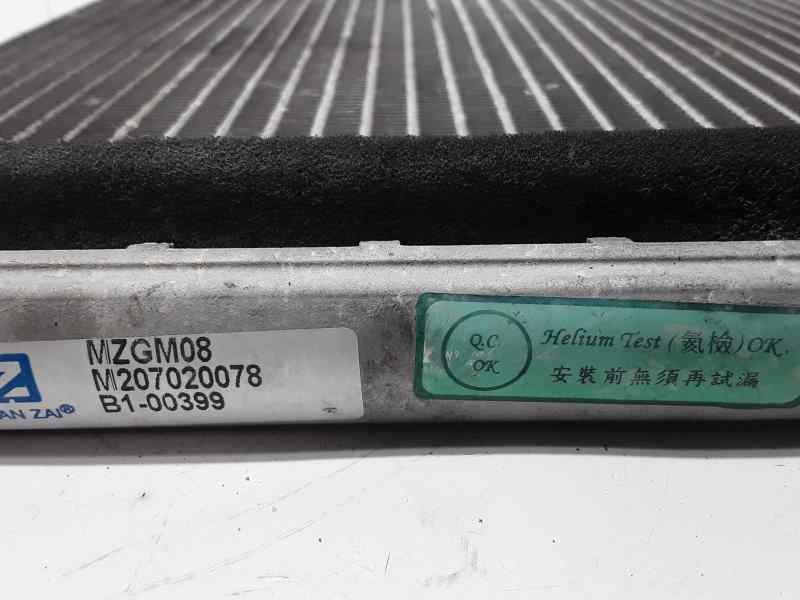 MZGM08
M207020078
B1-00399
AN ZAI®
Q.C.
OK
Helium Test (氦檢) OK.
安裝前無須再試漏